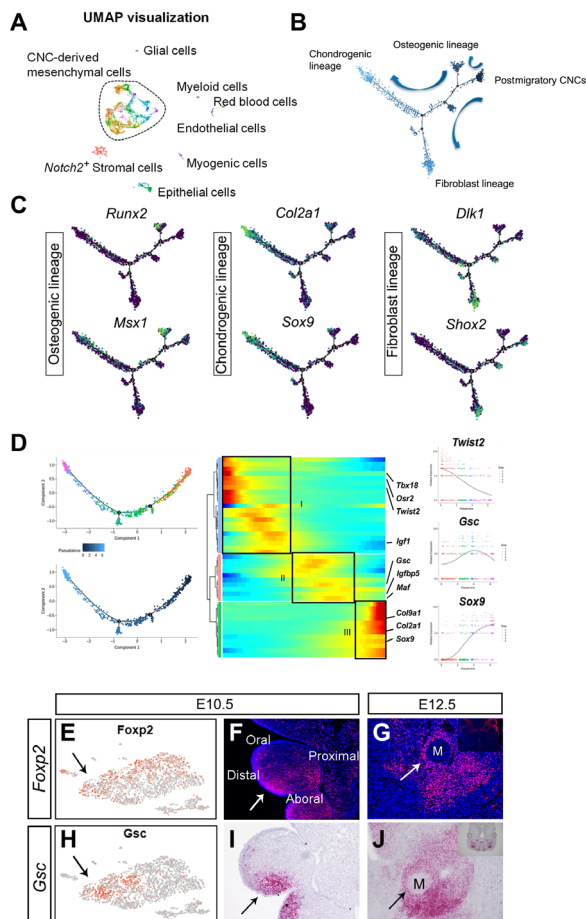 A
UMAP visualization
Glial cells
CNC-derived
mesenchymal cells
Myeloid cells
Red blood cells
Endothelial cells
Notch2+ Stromal cells
Myogenic cells
Epithelial cells
B
Osteogenic lineage
Chondrogenic
lineage
Postmigratory CNCs
Fibroblast lineage
C
Osteogenic lineage
Runx2
Msx1
Chondrogenic lineage
Col2a1
Sox9
Fibroblast lineage
Dlk1
Shox2
D
Component 2
Component 1
Pseudotime
Component 2
Component 1
I
II
III
Tbx18
Osr2
Twist2
Igf1
Gsc
Igfbp5
Maf
Col9a1
Col2a1
Sox9
Twist2
Gsc
Sox9
E10.5
E12.5
Foxp2
E
Foxp2
F
Oral
Proximal
Distal
Aboral
G
M
Gsc
H
Gsc
I
J
M